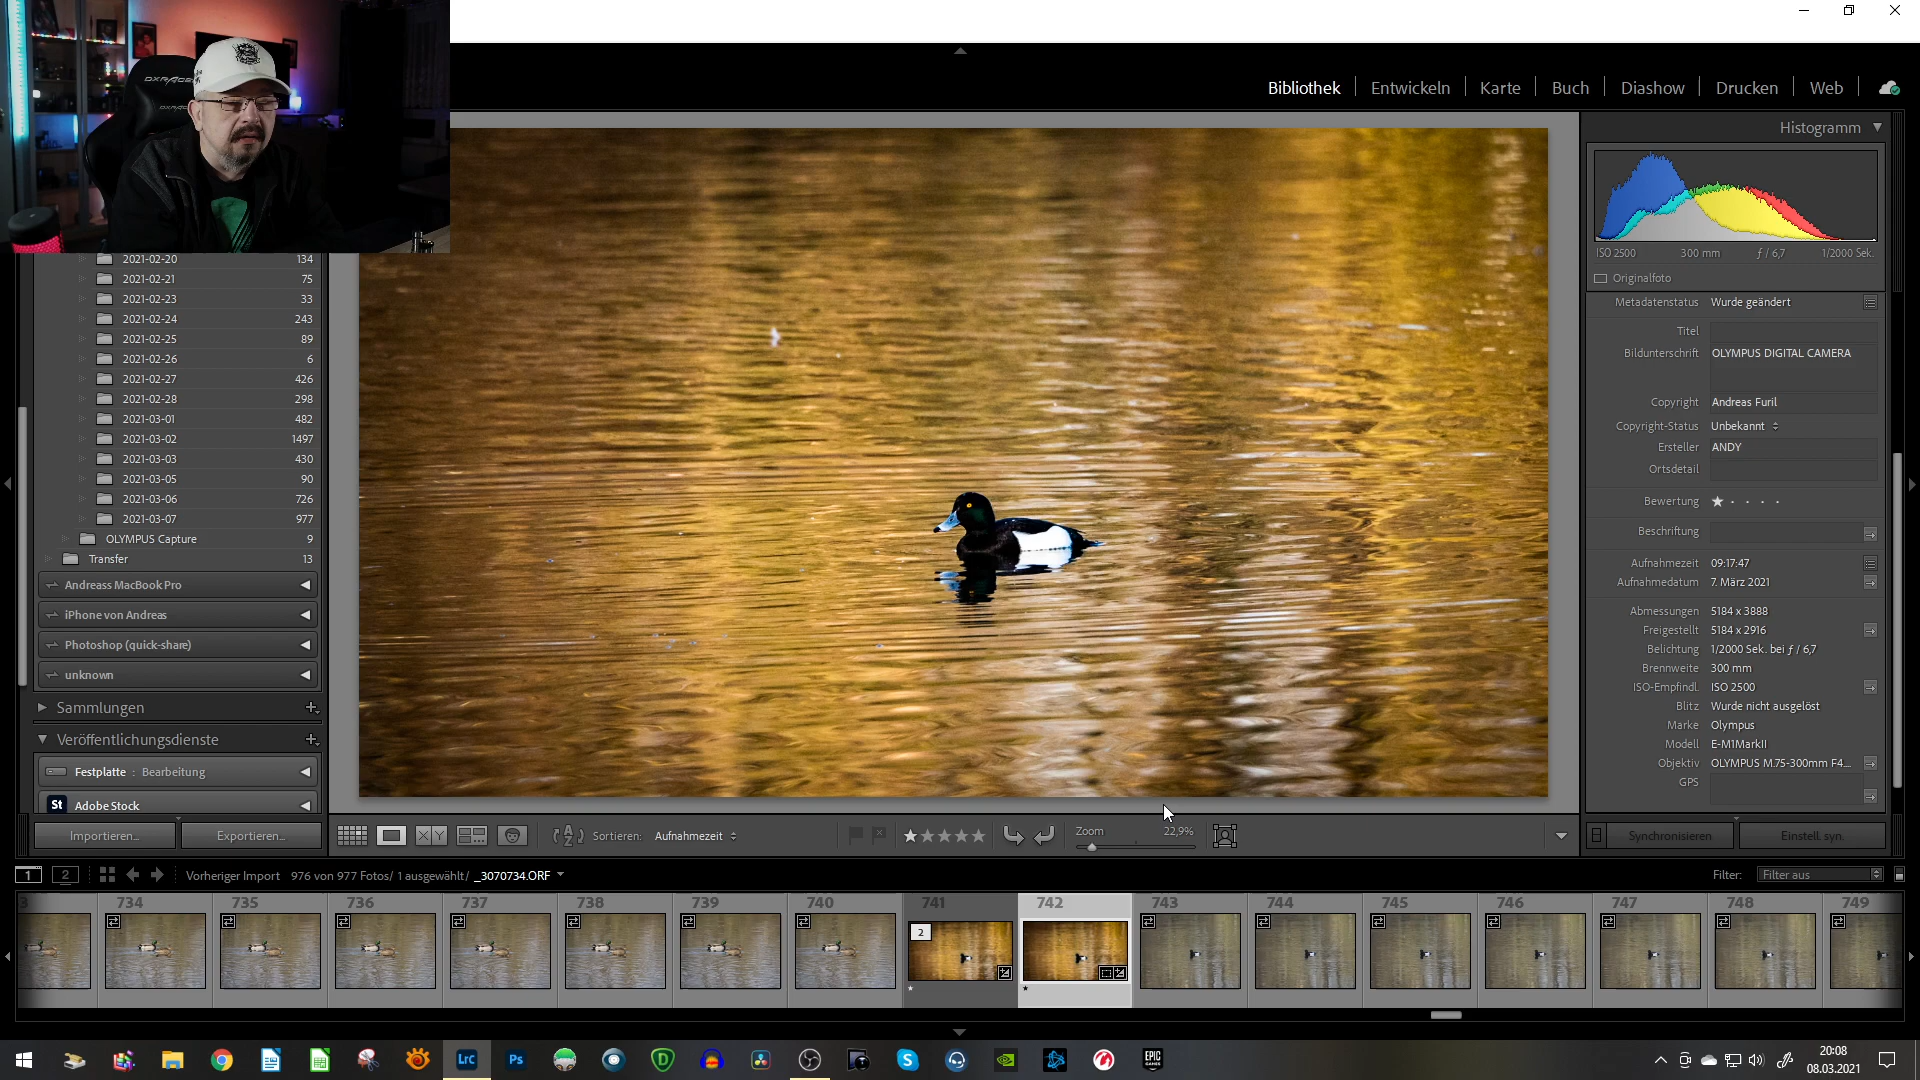 DXRACER
Bibliothek
Entwickeln
Karte
Buch
Diashow
Drucken
Web
Histogramm
ISO 2500 300 mm ƒ / 6,7 1/2000 Sek.
Originalfoto
2021-02-20 134
2021-02-21 75
2021-02-23 33
2021-02-24 243
2021-02-25 89
2021-02-26 6
2021-02-27 426
2021-02-28 298
2021-03-01 482
2021-03-02 1497
2021-03-03 430
2021-03-05 90
2021-03-06 726
2021-03-07 977
OLYMPUS Capture 9
Transfer 13
Andreass MacBook Pro
iPhone von Andreas
Photoshop (quick-share)
unknown
Sammlungen
Veröffentlichungsdienste
Festplatte : Bearbeitung
St Adobe Stock
Importieren...
Exportieren...
Metadatenstatus Wurde geändert
Titel
Bildunterschrift OLYMPUS DIGITAL CAMERA
Copyright Andreas Furil
Copyright-Status Unbekannt
Ersteller ANDY
Ortsdetail
Bewertung
Beschriftung
Aufnahmezeit 09:17:47
Aufnahmedatum 7. März 2021
Abmessungen 5184 x 3888
Freigestellt 5184 x 2916
Belichtung 1/2000 Sek. bei ƒ / 6,7
Brennweite 300 mm
ISO-Empfindl. ISO 2500
Blitz Wurde nicht ausgelöst
Marke Olympus
Modell E-M1MarkII
Objektiv OLYMPUS M.75-300mm F4...
GPS
XY
Sortieren: Aufnahmezeit
Zoom 22,9%
Synchronisieren
Einstell. syn.
1 2 Vorheriger Import 976 von 977 Fotos/ 1 ausgewählt/ _3070734.ORF
Filter: Filter aus
3 734 735 736 737 738 739 740 741 742 743 744 745 746 747 748 749
2
LrC
Ps
EPIC
GAMES
20:08
08.03.2021